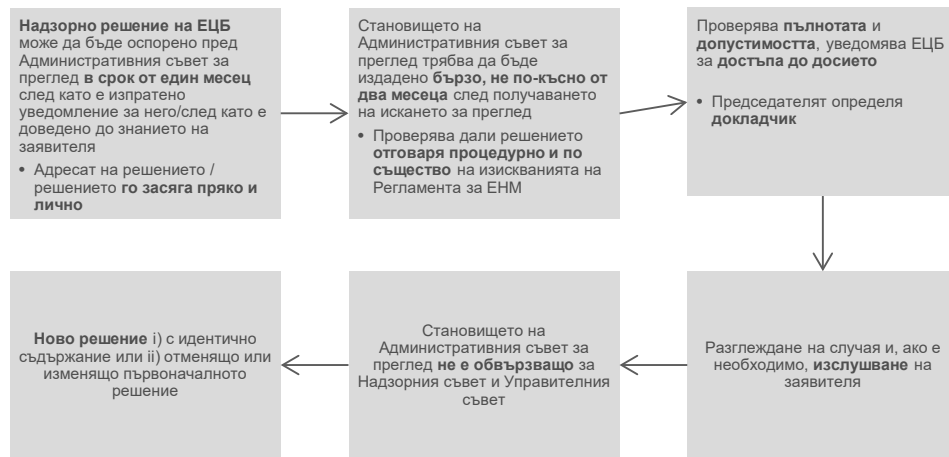 Надзорно решение на ЕЦБ
може да бъде оспорено пред
Административния съвет за
преглед в срок от един месец
след като е изпратено
уведомление за него/след като е
доведено до знанието на
заявителя
• Адресат на решението /
решението го засяга пряко и
лично
Становището на
Административния съвет за
преглед трябва да бъде
издадено бързо, не по-късно от
два месеца след получаването
на искането за преглед
• Проверява дали решението
отговаря процедурно и по
същество на изискванията на
Регламента за ЕНМ
Проверява пълнотата и
допустимостта, уведомява ЕЦБ
за достъпа до досието
• Председателят определя
докладчик
Разглеждане на случая и, ако е
необходимо, изслушване на
заявителя
Становището на
Административния съвет за
преглед не е обвързващо за
Надзорния съвет и Управителния
съвет
Ново решение i) с идентично
съдържание или ii) отменящо или
изменящо първоначалното
решение